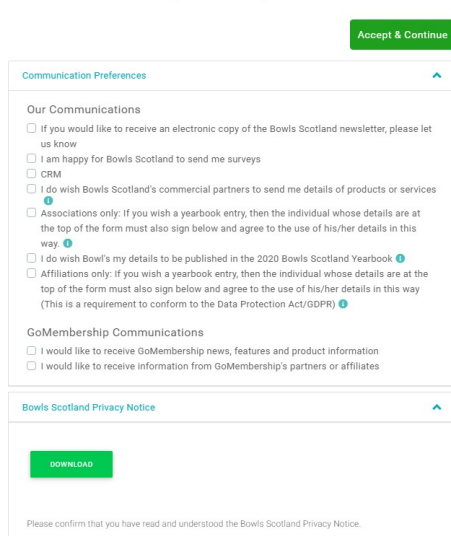 Accept & Continue
Communication Preferences
Our Communications
If you would like to receive an electronic copy of the Bowls Scotland newsletter, please let
us know
I am happy for Bowls Scotland to send me surveys
CRM
I do wish Bowls Scotland's commercial partners to send me details of products or services
Associations only: If you wish a yearbook entry, then the individual whose details are at
the top of the form must also sign below and agree to the use of his/her details in this
way.
I do wish Bowl's my details to be published in the 2020 Bowls Scotland Yearbook
Affiliations only: If you wish a yearbook entry, then the individual whose details are at the
top of the form must also sign below and agree to the use of his/her details in this way
(This is a requirement to conform to the Data Protection Act/GDPR)
GoMembership Communications
I would like to receive GoMembership news, features and product information
I would like to receive information from GoMembership's partners or affiliates
Bowls Scotland Privacy Notice
DOWNLOAD
Please confirm that you have read and understood the Bowls Scotland Privacy Notice.